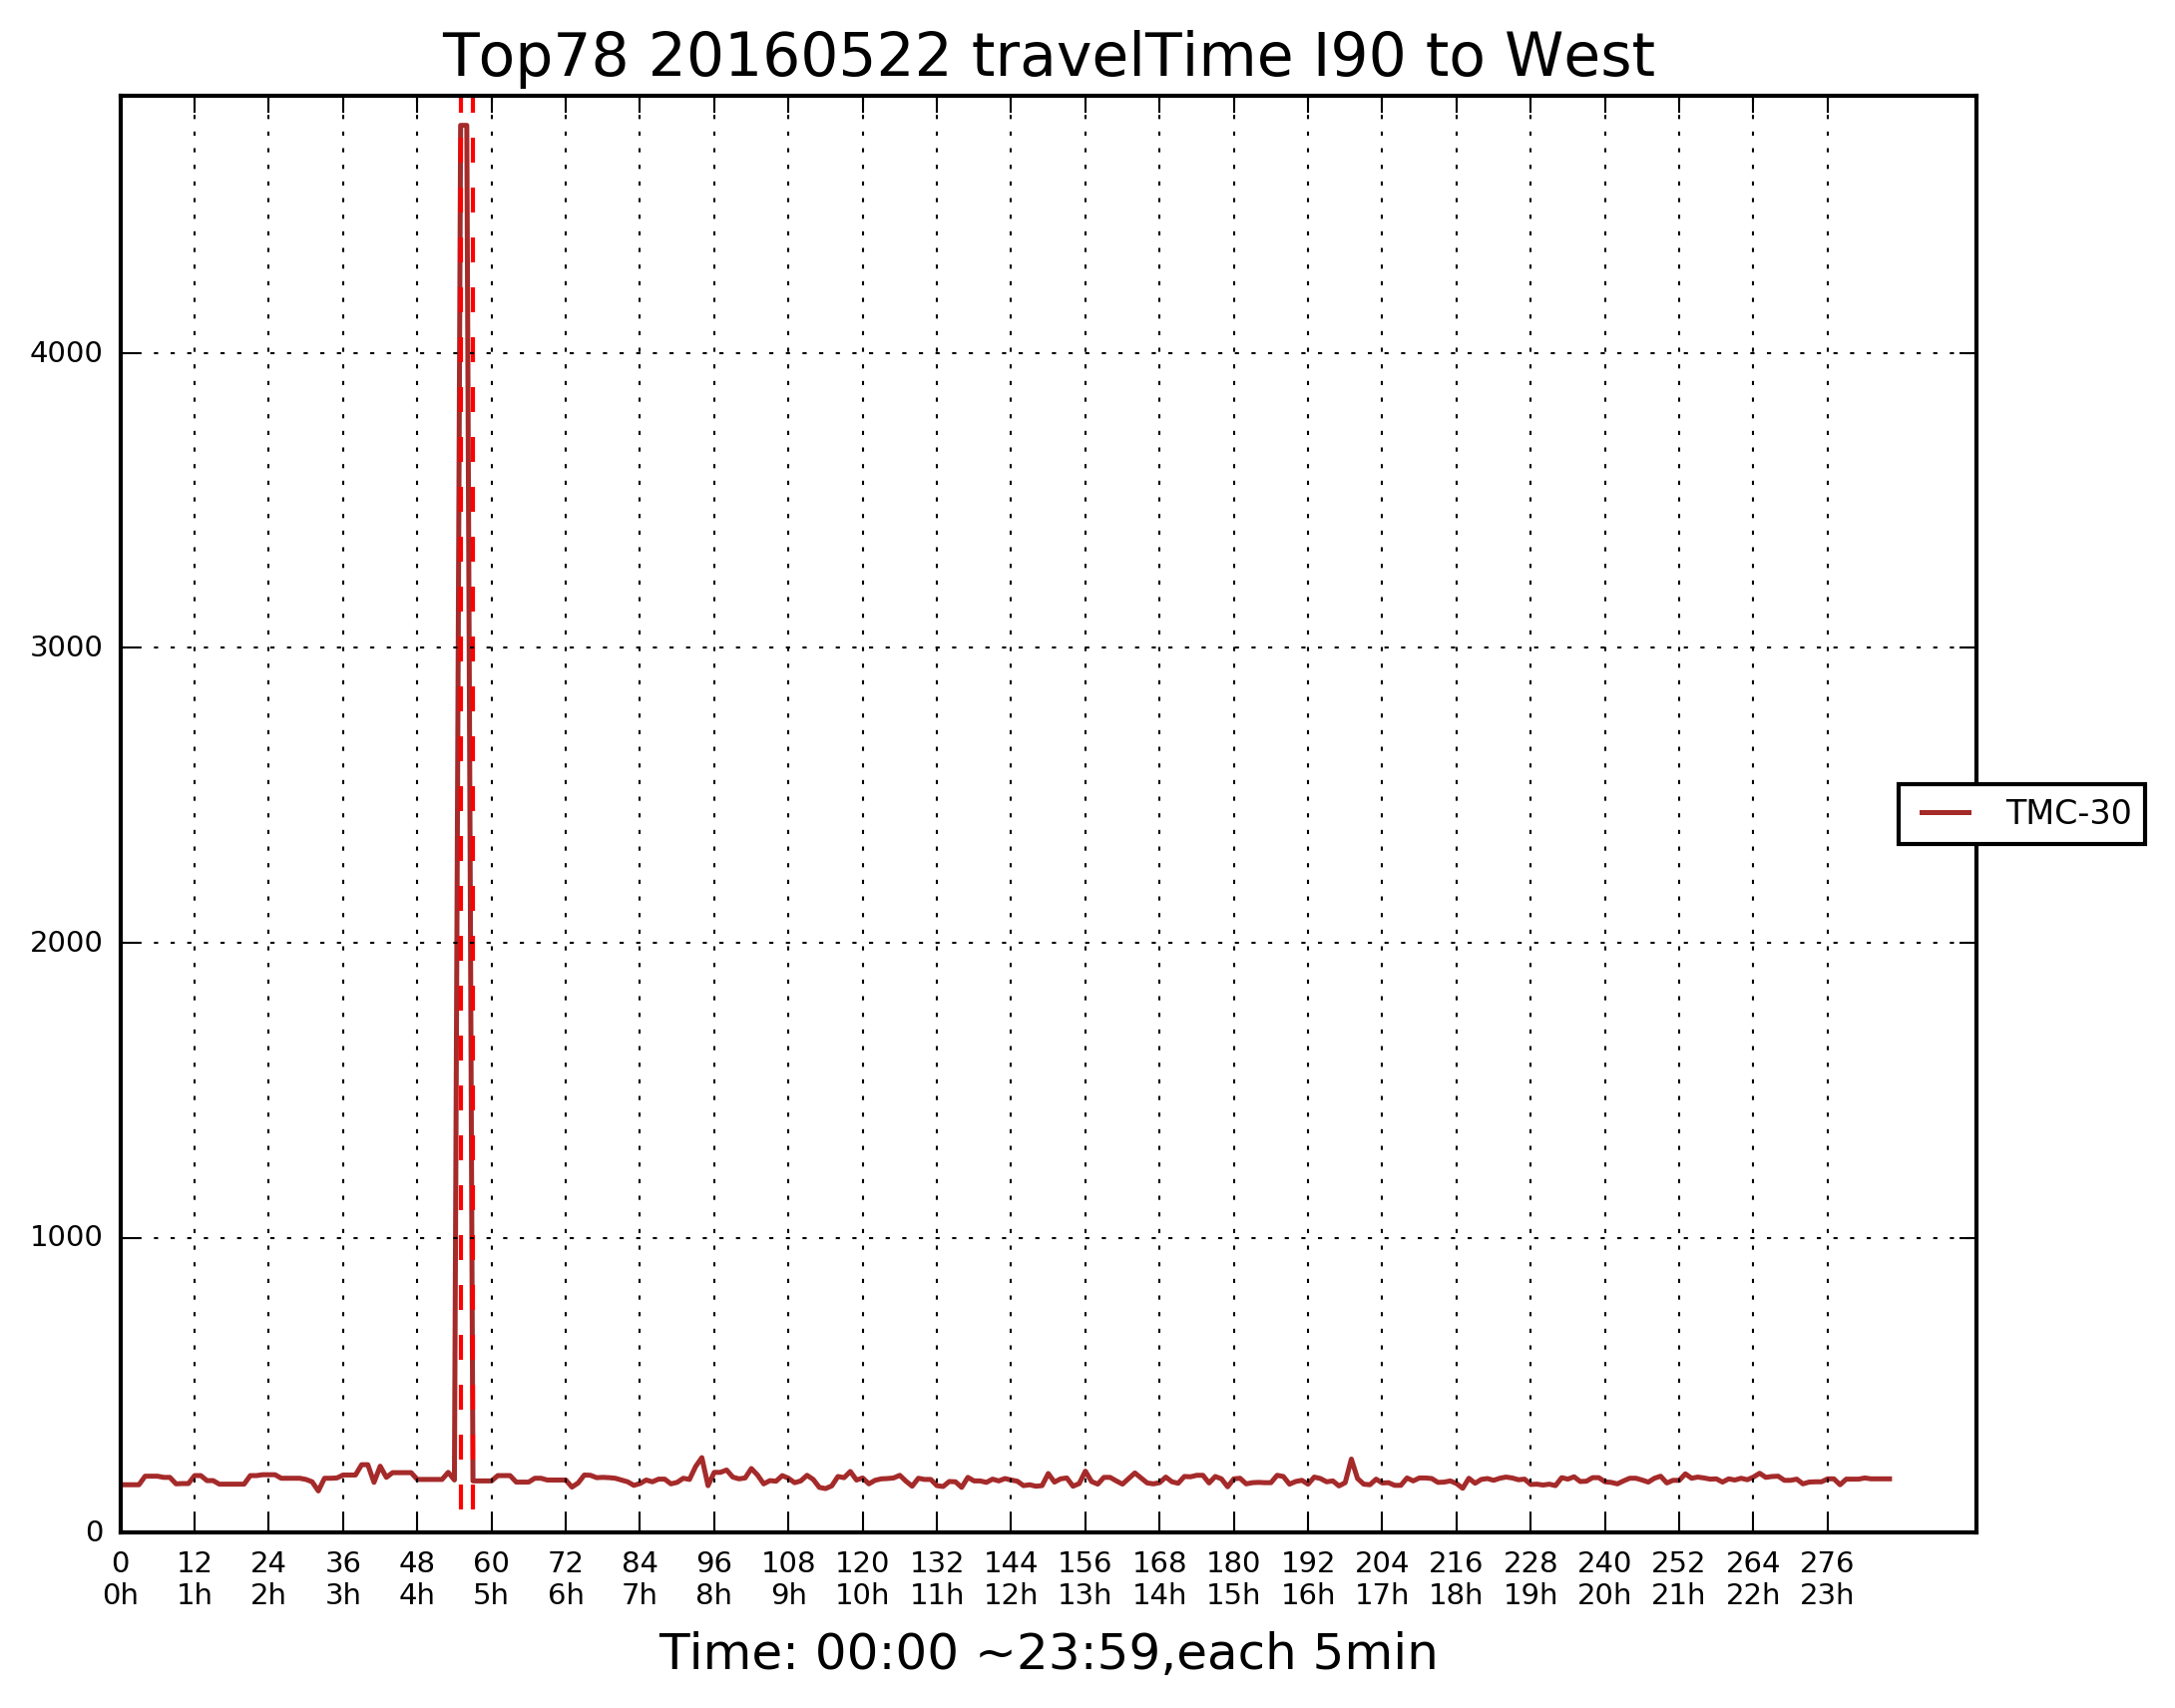 Top78 20160522 travelTime I90 to West
4000
3000
2000
1000
0
TMC-30
0 12 24 36 48 60 72 84 96 108 120 132 144 156 168 180 192 204 216 228 240 252 264 276
0h 1h 2h 3h 4h 5h 6h 7h 8h 9h 10h 11h 12h 13h 14h 15h 16h 17h 18h 19h 20h 21h 22h 23h
Time: 00:00 ~23:59,each 5min